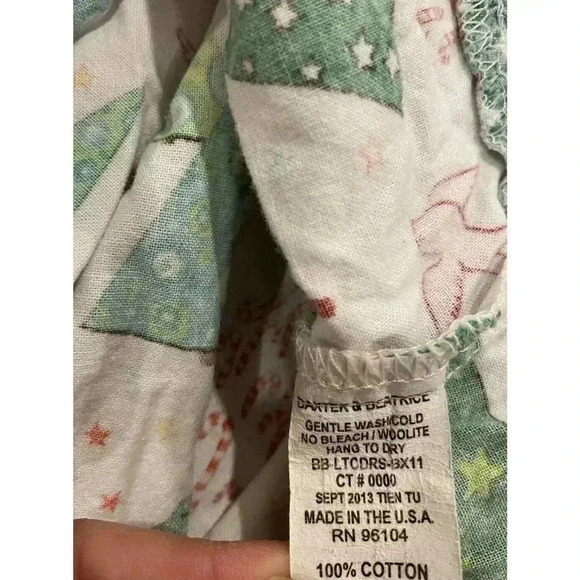 BAXTER & BEATRICE
GENTLE WASH/COLD
NO BLEACH / WOOLITE
HANG TO DRY
BB-LTCDRS-BX11
CT # 0000
SEPT 2013 TIEN TU
MADE IN THE U.S.A.
RN 96104
100% COTTON